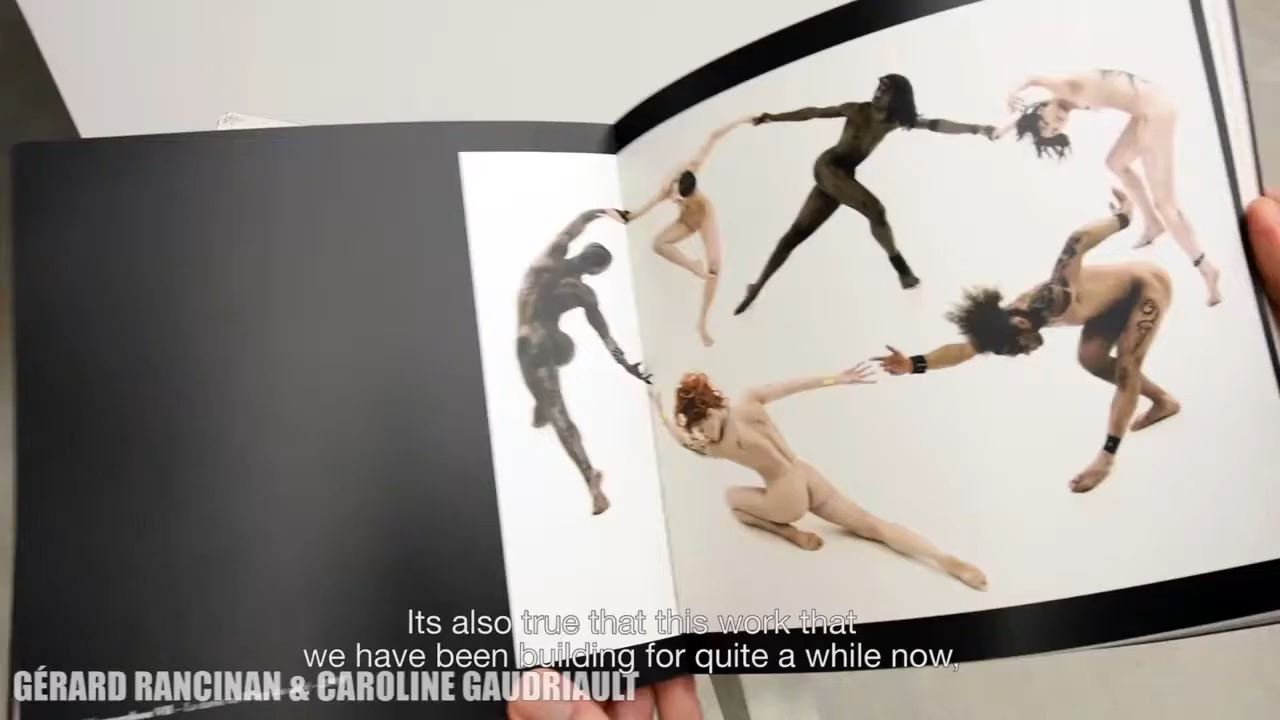 Its also true that this work that
we have been building for quite a while now,
GÉRARD RANCINAN & CAROLINE GAUDRIAULT